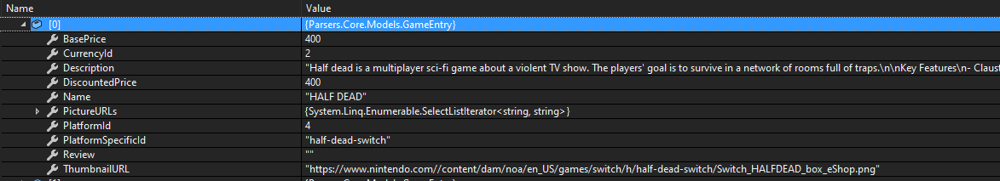 Name Value
[0] {Parsers.Core.Models.GameEntry}
BasePrice 400
CurrencyId 2
Description "Half dead is a multiplayer sci-fi game about a violent TV show. The players' goal is to survive in a network of rooms full of traps.\n\nKey Features\n- Claust
DiscountedPrice 400
Name "HALF DEAD"
PictureURLs {System.Linq.Enumerable.SelectListIterator<string, string>}
PlatformId 4
PlatformSpecificId "half-dead-switch"
Review ""
ThumbnailURL "https://www.nintendo.com//content/dam/noa/en_US/games/switch/h/half-dead-switch/Switch_HALFDEAD_box_eShop.png"